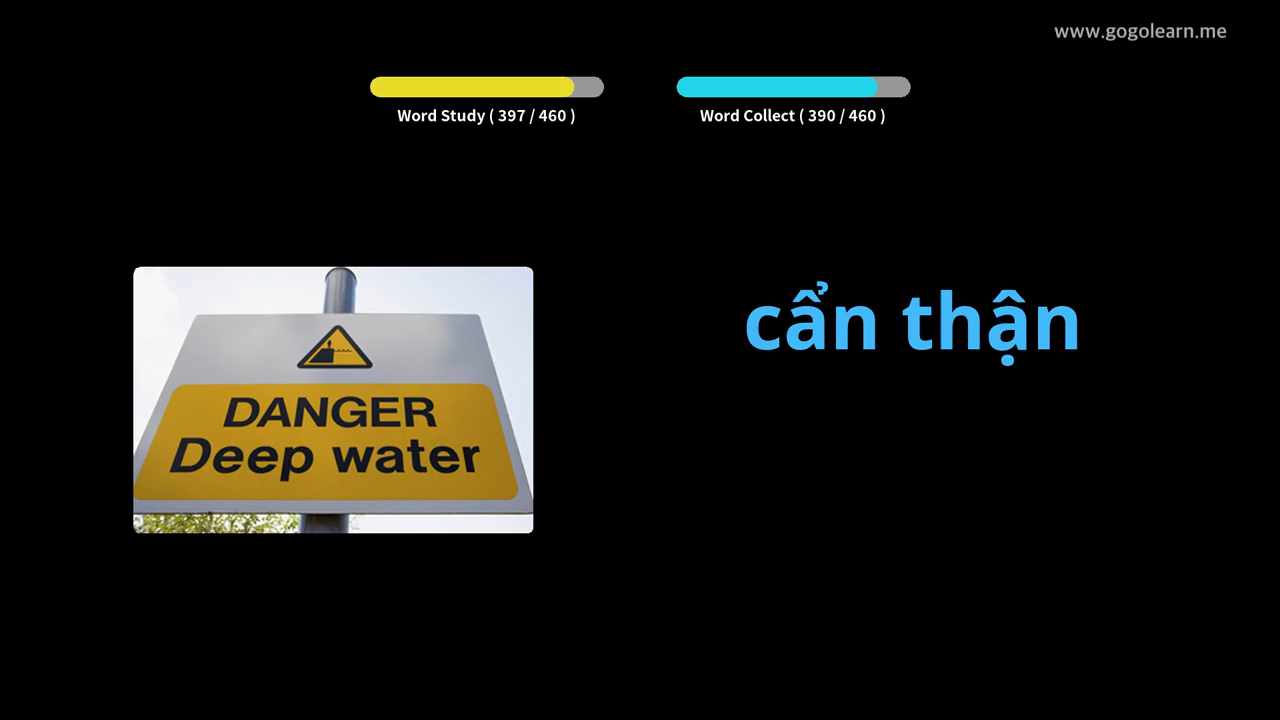 www.gogolearn.me
Word Study ( 397 / 460 )
Word Collect ( 390 / 460 )
cẩn thận
DANGER
Deep water